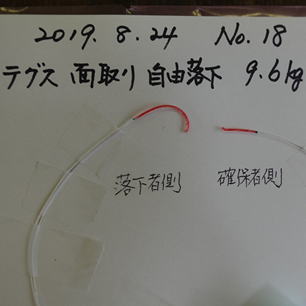 2019. 8. 24 No. 18
テグス 面取り 自由落下 9.6kg
落下者側 確保者側